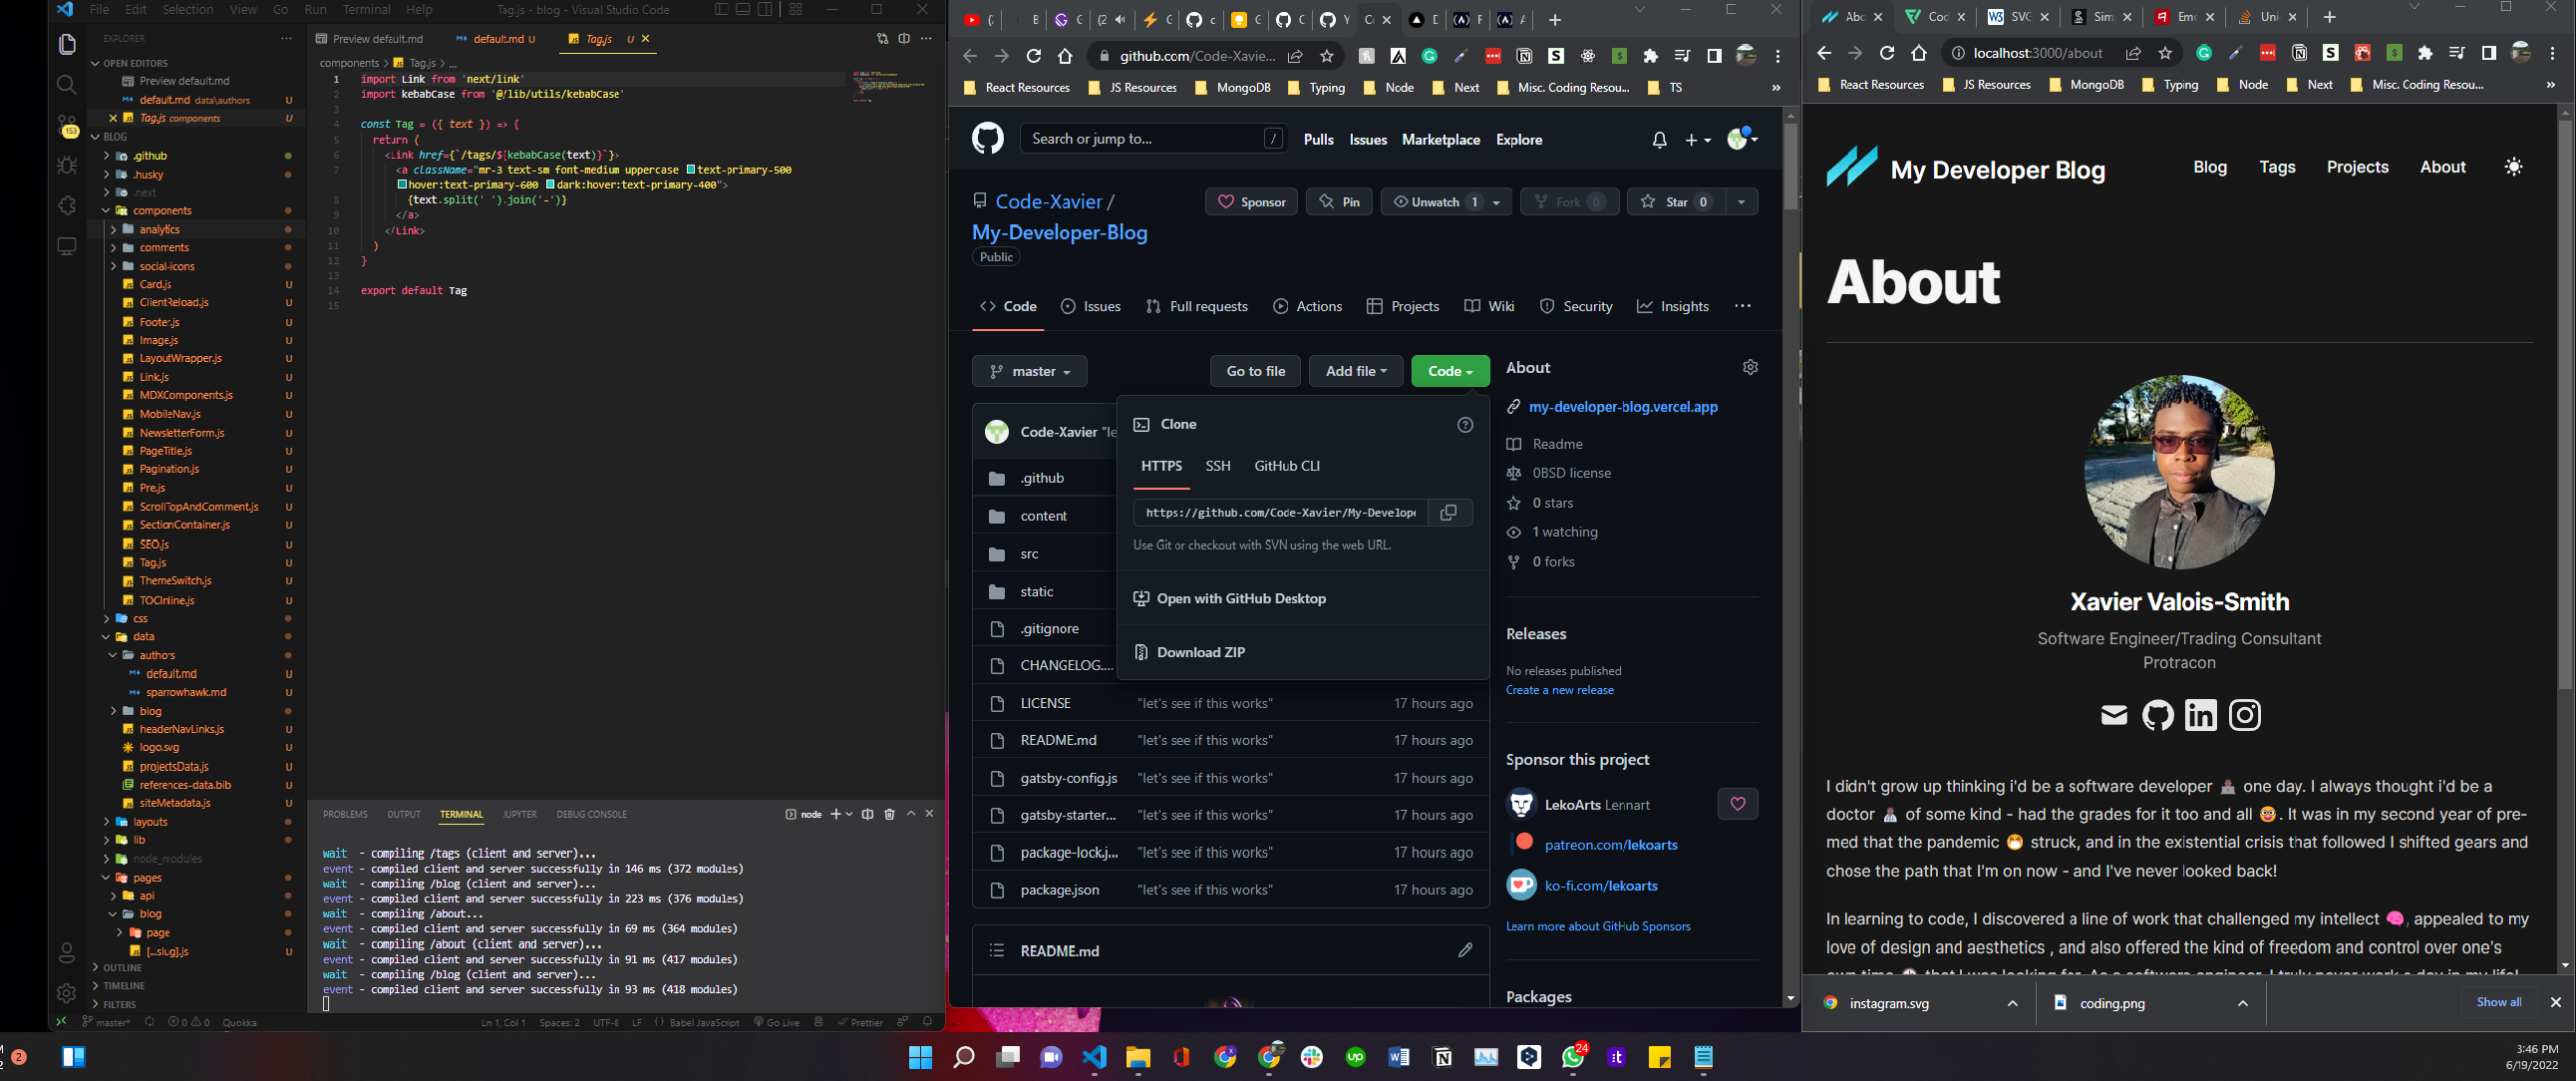 File Edit Selection View Go Run Terminal Help
Tag.js - blog - Visual Studio Code
EXPLORER
OPEN EDITORS
Preview default.md
default.md data\authors U
Tag.js components U
153
BLOG
.github
.husky
.next
components
analytics
comments
social-icons
Card.js U
ClientReload.js U
Footer.js U
Image.js U
LayoutWrapper.js U
Link.js U
MDXComponents.js U
MobileNav.js U
NewsletterForm.js U
PageTitle.js U
Pagination.js U
Pre.js U
ScrollTopAndComment.js U
SectionContainer.js U
SEO.js U
Tag.js U
ThemeSwitch.js U
TOCInline.js U
css
data
authors
default.md U
sparrowhawk.md U
blog
headerNavLinks.js U
logo.svg U
projectsData.js U
references-data.bib U
siteMetadata.js U
layouts
lib
node_modules
pages
api
blog
page
[...slug].js U
OUTLINE
TIMELINE
FILTERS
Preview default.md
default.md U
Tag.js U
components > Tag.js > ...
1 import Link from 'next/link'
2 import kebabCase from '@/lib/utils/kebabCase'
3
4 const Tag = ({ text }) => {
5 return (
6 <Link href={`/tags/${kebabCase(text)}`}>
7 <a className="mr-3 text-sm font-medium uppercase text-primary-500
hover:text-primary-600 dark:hover:text-primary-400">
8 {text.split(' ').join('-')}
9 </a>
10 </Link>
11 )
12 }
13
14 export default Tag
15
PROBLEMS OUTPUT TERMINAL JUPYTER DEBUG CONSOLE
node
wait - compiling /tags (client and server)...
event - compiled client and server successfully in 146 ms (372 modules)
wait - compiling /blog (client and server)...
event - compiled client and server successfully in 223 ms (376 modules)
wait - compiling /about...
event - compiled client and server successfully in 69 ms (364 modules)
wait - compiling /about (client and server)...
event - compiled client and server successfully in 91 ms (417 modules)
wait - compiling /blog (client and server)...
event - compiled client and server successfully in 93 ms (418 modules)
master* 0 0 Quokka
Ln 1, Col 1 Spaces: 2 UTF-8 LF Babel JavaScript Go Live Prettier
github.com/Code-Xavie...
React Resources JS Resources MongoDB Typing Node Next Misc. Coding Resou... TS
Search or jump to... /
Pulls Issues Marketplace Explore
Code-Xavier /
My-Developer-Blog
Public
Sponsor Pin Unwatch 1 Fork 0 Star 0
Code Issues Pull requests Actions Projects Wiki Security Insights
master
Go to file Add file Code
Code-Xavier "le
.github
content
src
static
.gitignore
CHANGELOG....
LICENSE "let's see if this works" 17 hours ago
README.md "let's see if this works" 17 hours ago
gatsby-config.js "let's see if this works" 17 hours ago
gatsby-starter... "let's see if this works" 17 hours ago
package-lock.j... "let's see if this works" 17 hours ago
package.json "let's see if this works" 17 hours ago
README.md
Clone
HTTPS SSH GitHub CLI
https://github.com/Code-Xavier/My-Develope
Use Git or checkout with SVN using the web URL.
Open with GitHub Desktop
Download ZIP
About
my-developer-blog.vercel.app
Readme
0BSD license
0 stars
1 watching
0 forks
Releases
No releases published
Create a new release
Sponsor this project
LekoArts Lennart
patreon.com/lekoarts
ko-fi.com/lekoarts
Learn more about GitHub Sponsors
Packages
Abc Cod SVG Sim Emo Uni
localhost:3000/about
React Resources JS Resources MongoDB Typing Node Next Misc. Coding Resou...
My Developer Blog
Blog Tags Projects About
About
Xavier Valois-Smith
Software Engineer/Trading Consultant
Protracon
I didn't grow up thinking i'd be a software developer one day. I always thought i'd be a
doctor of some kind - had the grades for it too and all . It was in my second year of pre-
med that the pandemic struck, and in the existential crisis that followed I shifted gears and
chose the path that I'm on now - and I've never looked back!
In learning to code, I discovered a line of work that challenged my intellect , appealed to my
love of design and aesthetics , and also offered the kind of freedom and control over one's
own time that I was looking for. As a software engineer, I truly never work a day in my life!
instagram.svg
coding.png
Show all
2
24
3:46 PM
6/19/2022